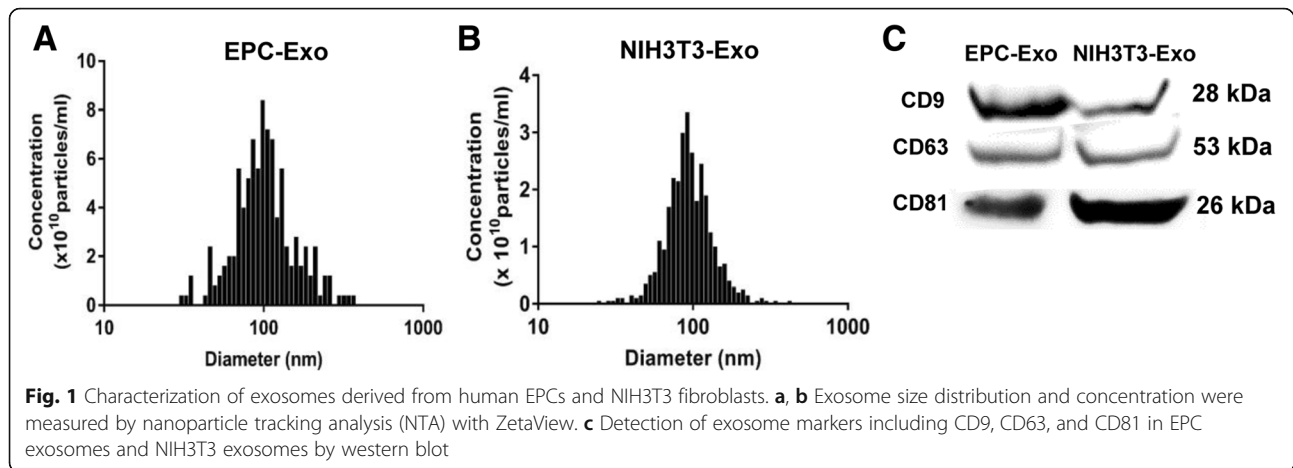 A
EPC-Exo
Concentration
(x10¹⁰particles/ml)
10
8
6
4
2
0
10
100
1000
Diameter (nm)
B
NIH3T3-Exo
Concentration
(x 10¹⁰particles/ml)
4
3
2
1
0
10
100
1000
Diameter (nm)
C
EPC-Exo NIH3T3-Exo
CD9 28 kDa
CD63 53 kDa
CD81 26 kDa
Fig. 1 Characterization of exosomes derived from human EPCs and NIH3T3 fibroblasts. a, b Exosome size distribution and concentration were
measured by nanoparticle tracking analysis (NTA) with ZetaView. c Detection of exosome markers including CD9, CD63, and CD81 in EPC
exosomes and NIH3T3 exosomes by western blot